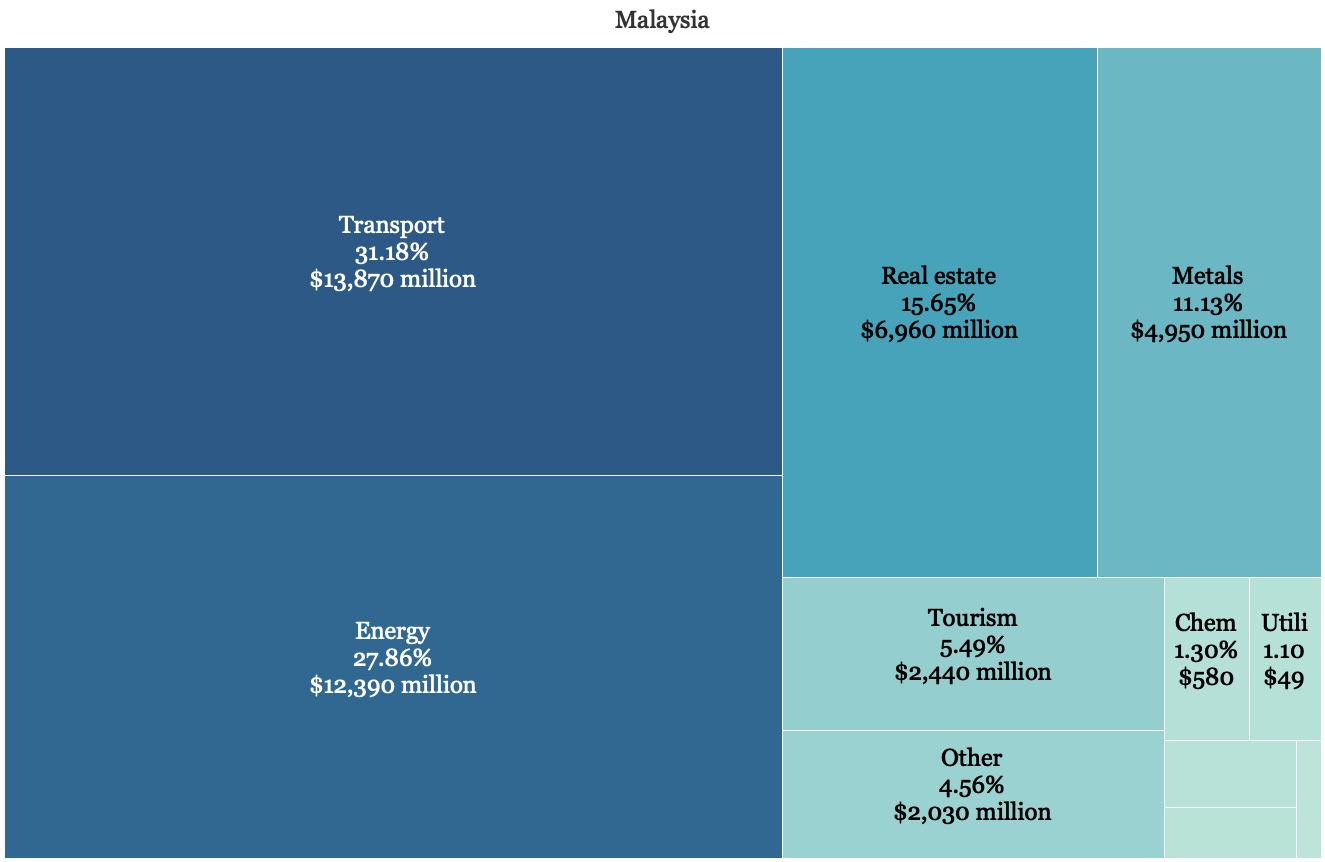 Malaysia
Transport
31.18%
$13,870 million
Energy
27.86%
$12,390 million
Real estate
15.65%
$6,960 million
Metals
11.13%
$4,950 million
Tourism
5.49%
$2,440 million
Other
4.56%
$2,030 million
Chem
1.30%
$580
Utili
1.10
$49